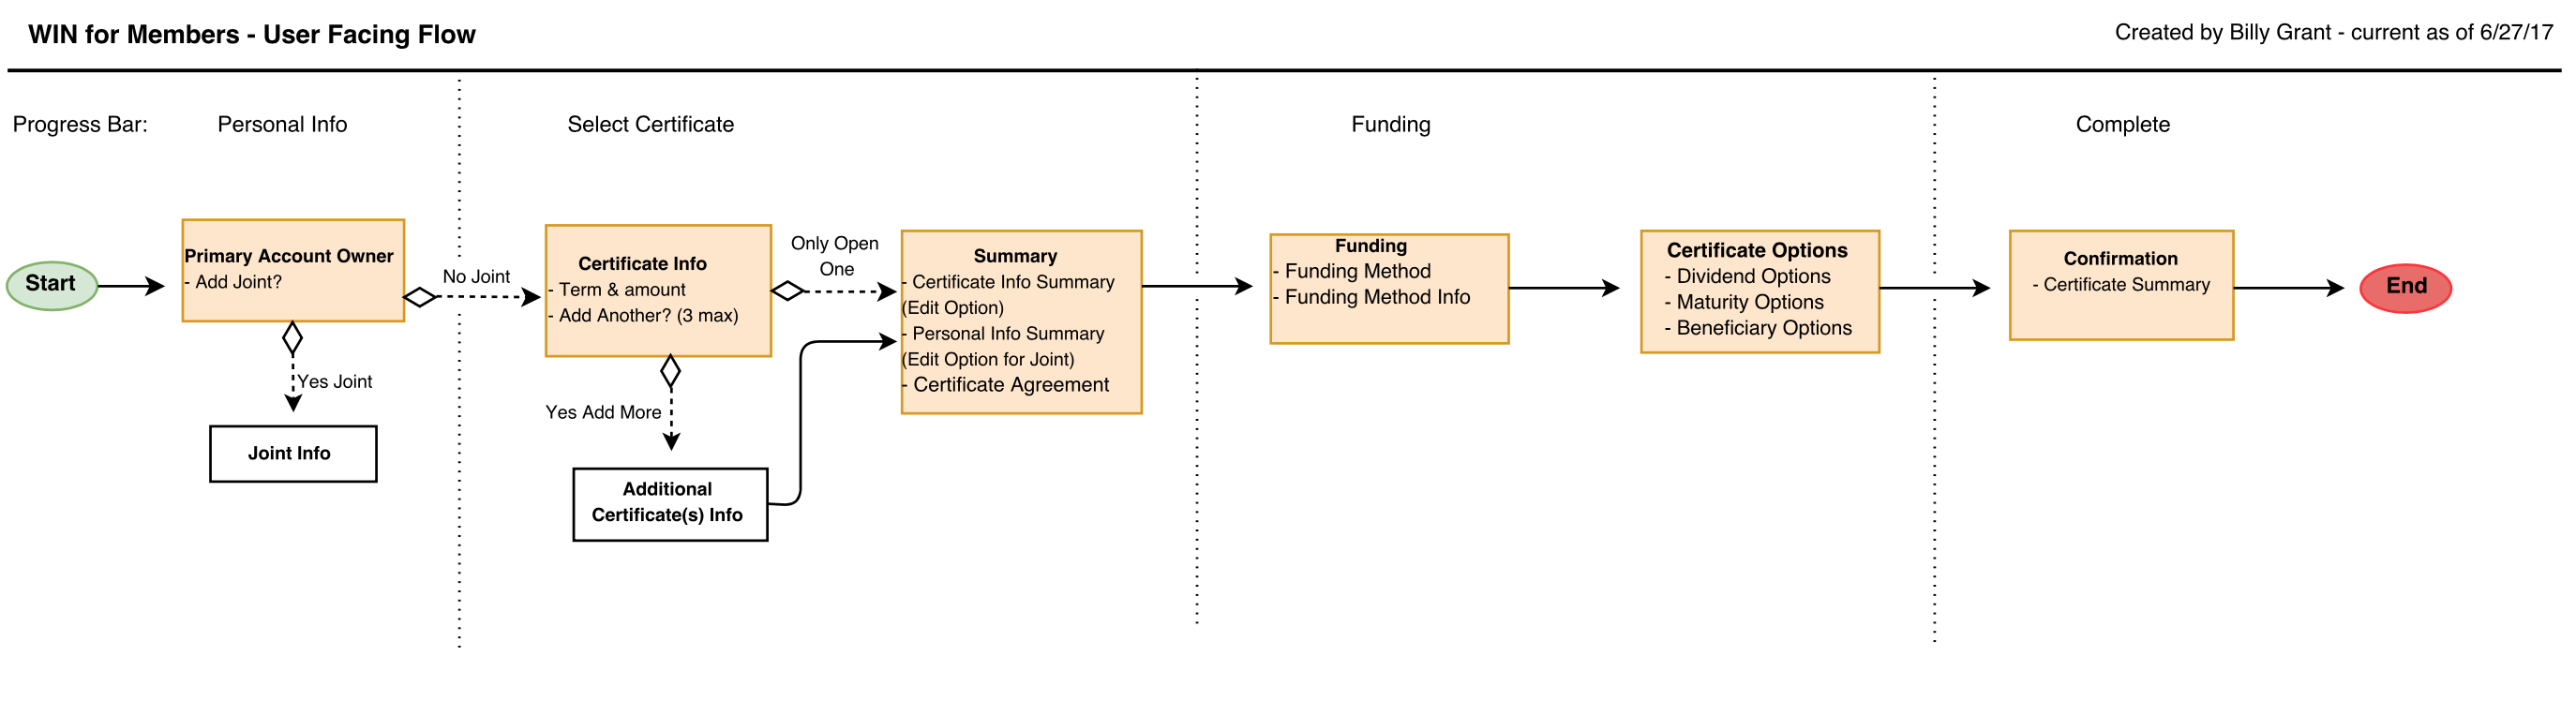 WIN for Members - User Facing Flow
Created by Billy Grant - current as of 6/27/17
Progress Bar:
Personal Info
Select Certificate
Funding
Complete
Start
Primary Account Owner
- Add Joint?
No Joint
Yes Joint
Joint Info
Certificate Info
- Term & amount
- Add Another? (3 max)
Only Open
One
Yes Add More
Additional
Certificate(s) Info
Summary
- Certificate Info Summary
(Edit Option)
- Personal Info Summary
(Edit Option for Joint)
- Certificate Agreement
Funding
- Funding Method
- Funding Method Info
Certificate Options
- Dividend Options
- Maturity Options
- Beneficiary Options
Confirmation
- Certificate Summary
End